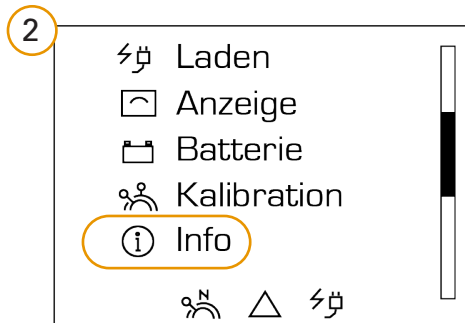 2
Laden
Anzeige
Batterie
Kalibration
i Info
N